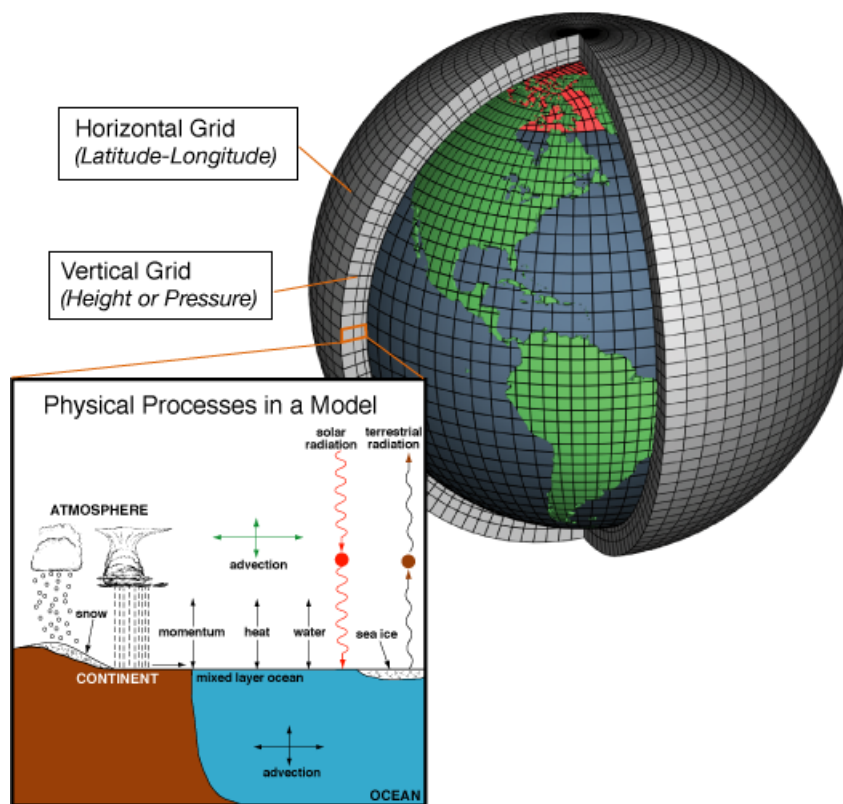 Horizontal Grid
(Latitude-Longitude)
Vertical Grid
(Height or Pressure)
Physical Processes in a Model
solar
radiation
terrestrial
radiation
ATMOSPHERE
advection
snow
momentum
heat
water
sea ice
CONTINENT
mixed layer ocean
advection
OCEAN